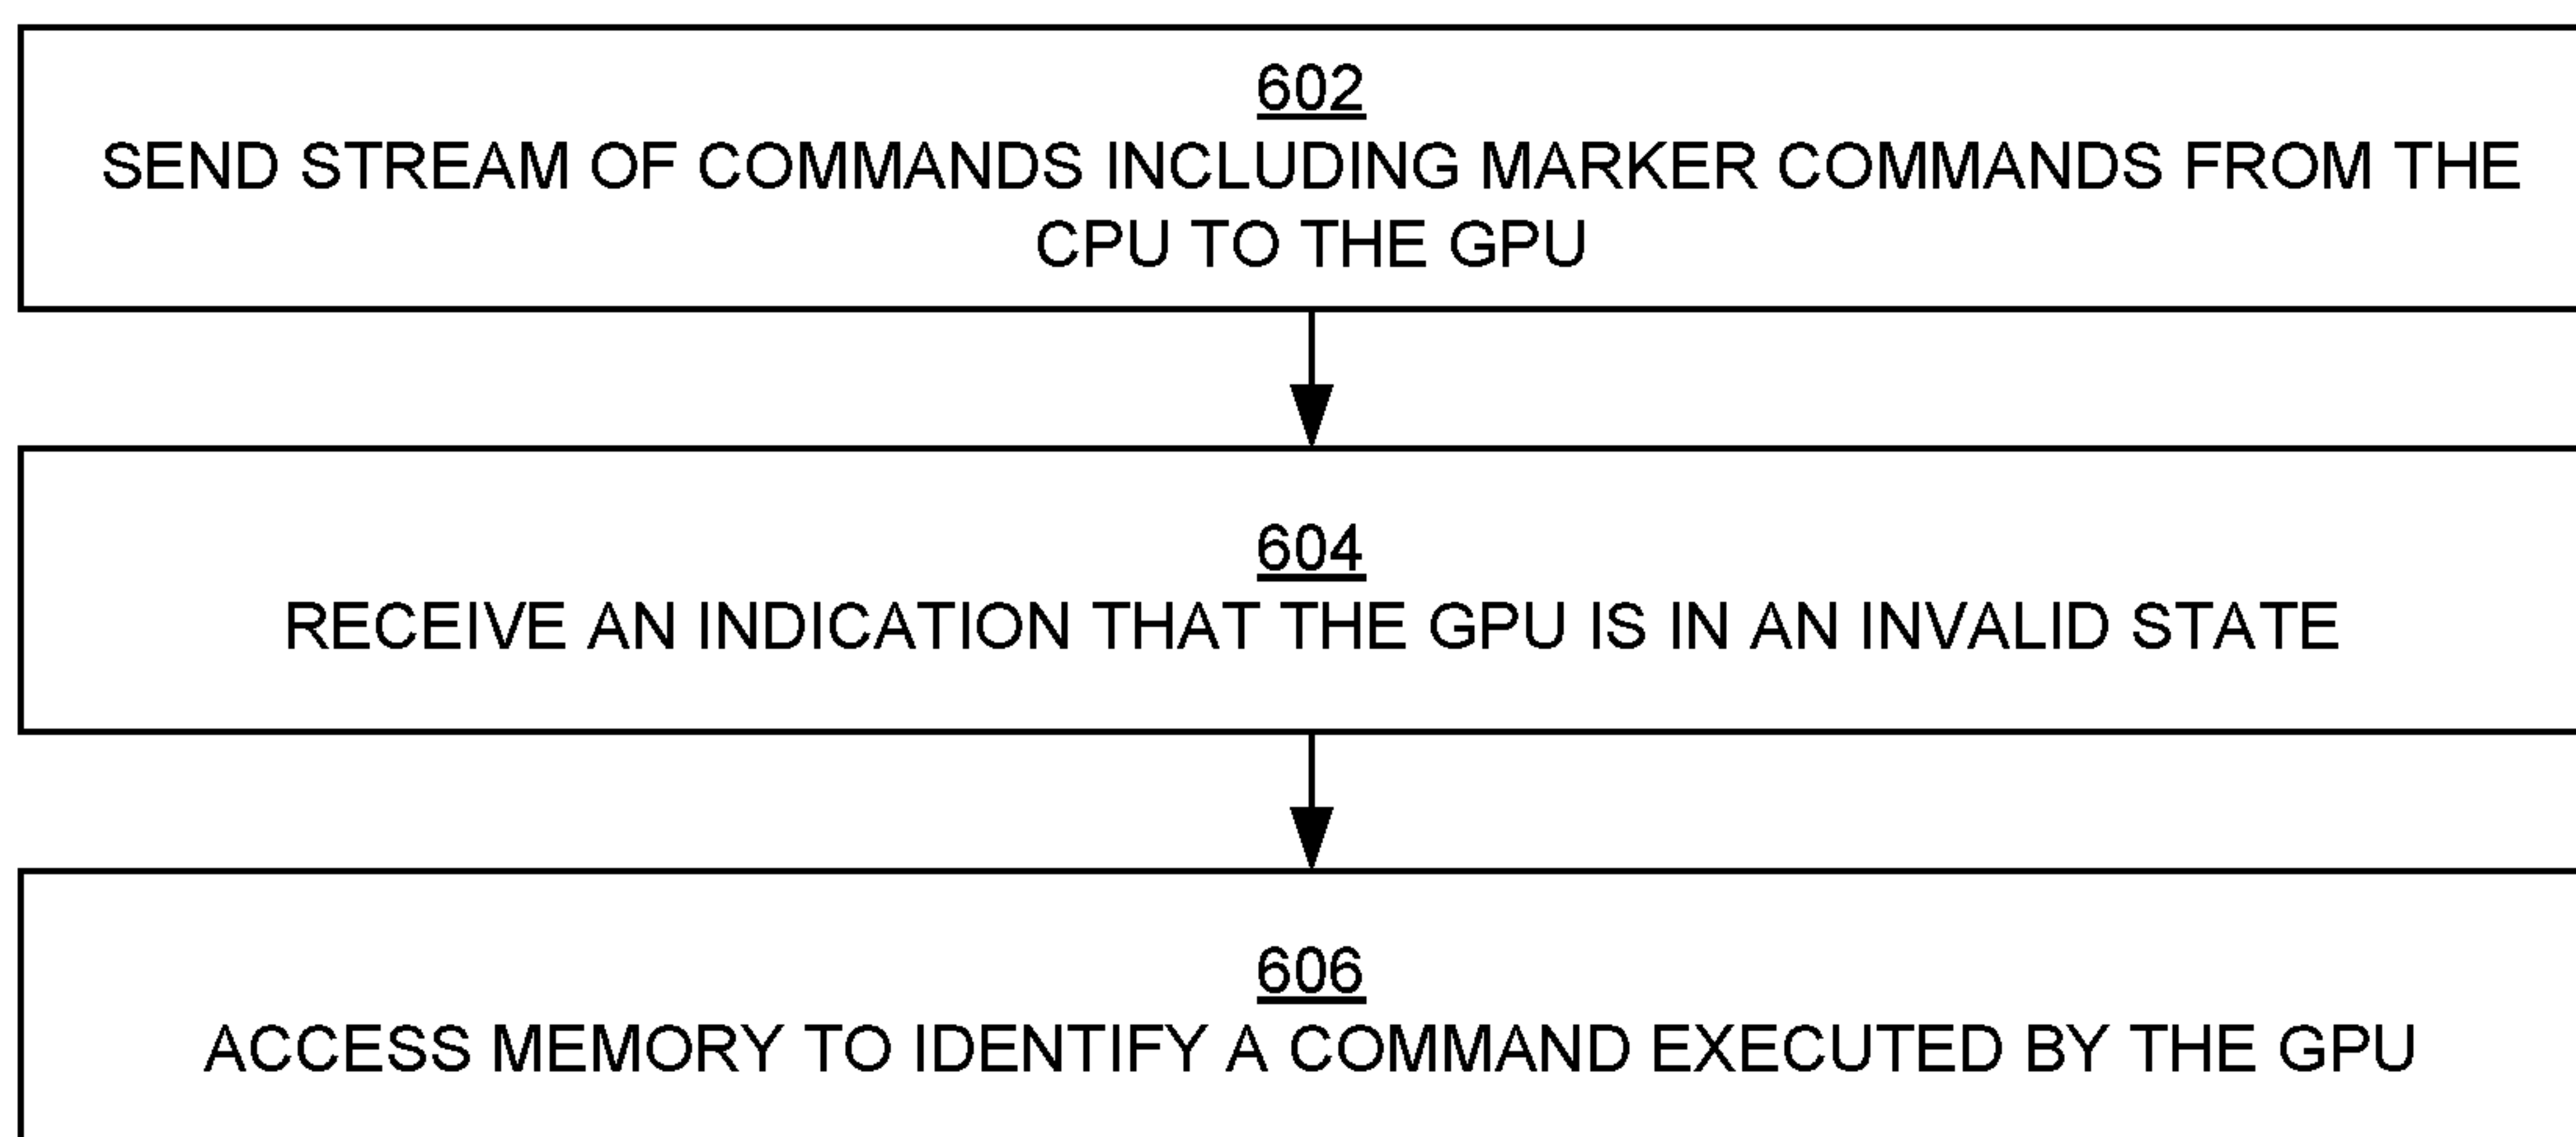 602
SEND STREAM OF COMMANDS INCLUDING MARKER COMMANDS FROM THE
CPU TO THE GPU
604
RECEIVE AN INDICATION THAT THE GPU IS IN AN INVALID STATE
606
ACCESS MEMORY TO IDENTIFY A COMMAND EXECUTED BY THE GPU